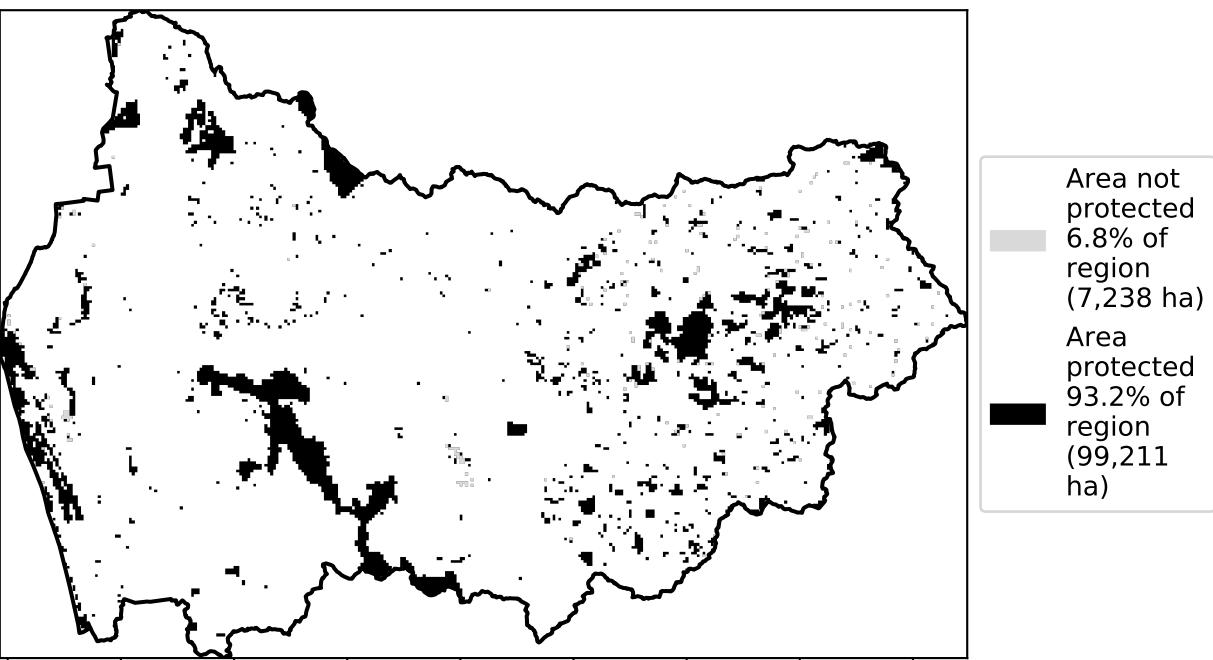 Area not
protected
6.8% of
region
(7,238 ha)
Area
protected
93.2% of
region
(99,211
ha)